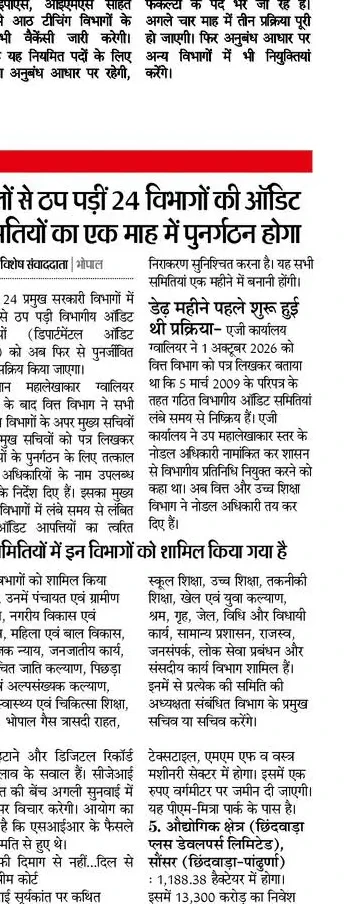 इपीएस, आईएमएस सहित
से आठ टीचिंग विभागों के
भी वैकेंसी जारी करेगी।
यह नियमित पदों के लिए
अनुबंध आधार पर रहेगी,
फैकल्टी के पद भरे जा रहे हैं।
अगले चार माह में तीन प्रक्रिया पूरी
हो जाएगी। फिर अनुबंध आधार पर
अन्य विभागों में भी नियुक्तियां
करेंगे।
लों से ठप पड़ीं 24 विभागों की ऑडिट
मतियों का एक माह में पुनर्गठन होगा
विशेष संवाददाता | भोपाल
24 प्रमुख सरकारी विभागों में
से ठप पड़ी विभागीय ऑडिट
यों (डिपार्टमेंटल ऑडिट
) को अब फिर से पुनर्जीवित
क्रिय किया जाएगा।
ान महालेखाकार ग्वालियर
के बाद वित्त विभाग ने सभी
विभागों के अपर मुख्य सचिवों
मुख सचिवों को पत्र लिखकर
यों के पुनर्गठन के लिए तत्काल
अधिकारियों के नाम उपलब्ध
के निर्देश दिए हैं। इसका मुख्य
विभागों में लंबे समय से लंबित
ऑडिट आपत्तियों का त्वरित
निराकरण सुनिश्चित करना है। यह सभी
समितियां एक महीने में बनानी होंगी।
डेढ़ महीने पहले शुरू हुई
थी प्रक्रिया- एजी कार्यालय
ग्वालियर ने 1 अक्टूबर 2026 को
वित्त विभाग को पत्र लिखकर बताया
था कि 5 मार्च 2009 के परिपत्र के
तहत गठित विभागीय ऑडिट समितियां
लंबे समय से निष्क्रिय हैं। एजी
कार्यालय ने उप महालेखाकार स्तर के
नोडल अधिकारी नामांकित कर शासन
से विभागीय प्रतिनिधि नियुक्त करने को
कहा था। अब वित्त और उच्च शिक्षा
विभाग ने नोडल अधिकारी तय कर
दिए हैं।
मितियों में इन विभागों को शामिल किया गया है
विभागों को शामिल किया
, उनमें पंचायत एवं ग्रामीण
, नगरीय विकास एवं
, महिला एवं बाल विकास,
जक न्याय, जनजातीय कार्य,
चित जाति कल्याण, पिछड़ा
वं अल्पसंख्यक कल्याण,
वास्थ्य एवं चिकित्सा शिक्षा,
भोपाल गैस त्रासदी राहत,
स्कूल शिक्षा, उच्च शिक्षा, तकनीकी
शिक्षा, खेल एवं युवा कल्याण,
श्रम, गृह, जेल, विधि और विधायी
कार्य, सामान्य प्रशासन, राजस्व,
जनसंपर्क, लोक सेवा प्रबंधन और
संसदीय कार्य विभाग शामिल हैं।
इनमें से प्रत्येक की समिति की
अध्यक्षता संबंधित विभाग के प्रमुख
सचिव या सचिव करेंगे।
हटाने और डिजिटल रिकॉर्ड
लाव के सवाल हैं। सीजेआई
त की बेंच अगली सुनवाई में
पर विचार करेगी। आयोग का
है कि एसआईआर के फैसले
मति से हुए थे।
फी दिमाग से नहीं...दिल से
ीम कोर्ट
ाई सूर्यकांत पर कथित
टेक्सटाइल, एमएम एफ व वस्त्र
मशीनरी सेक्टर में होगा। इसमें एक
रुपए वर्गमीटर पर जमीन दी जाएगी।
यह पीएम-मित्रा पार्क के पास है।
5. औद्योगिक क्षेत्र (छिंदवाड़ा
प्लस डेवलपर्स लिमिटेड),
सौंसर (छिंदवाड़ा-पांढुर्णा)
: 1,188.38 हैक्टेयर में होगा।
इसमें 13,300 करोड़ का निवेश